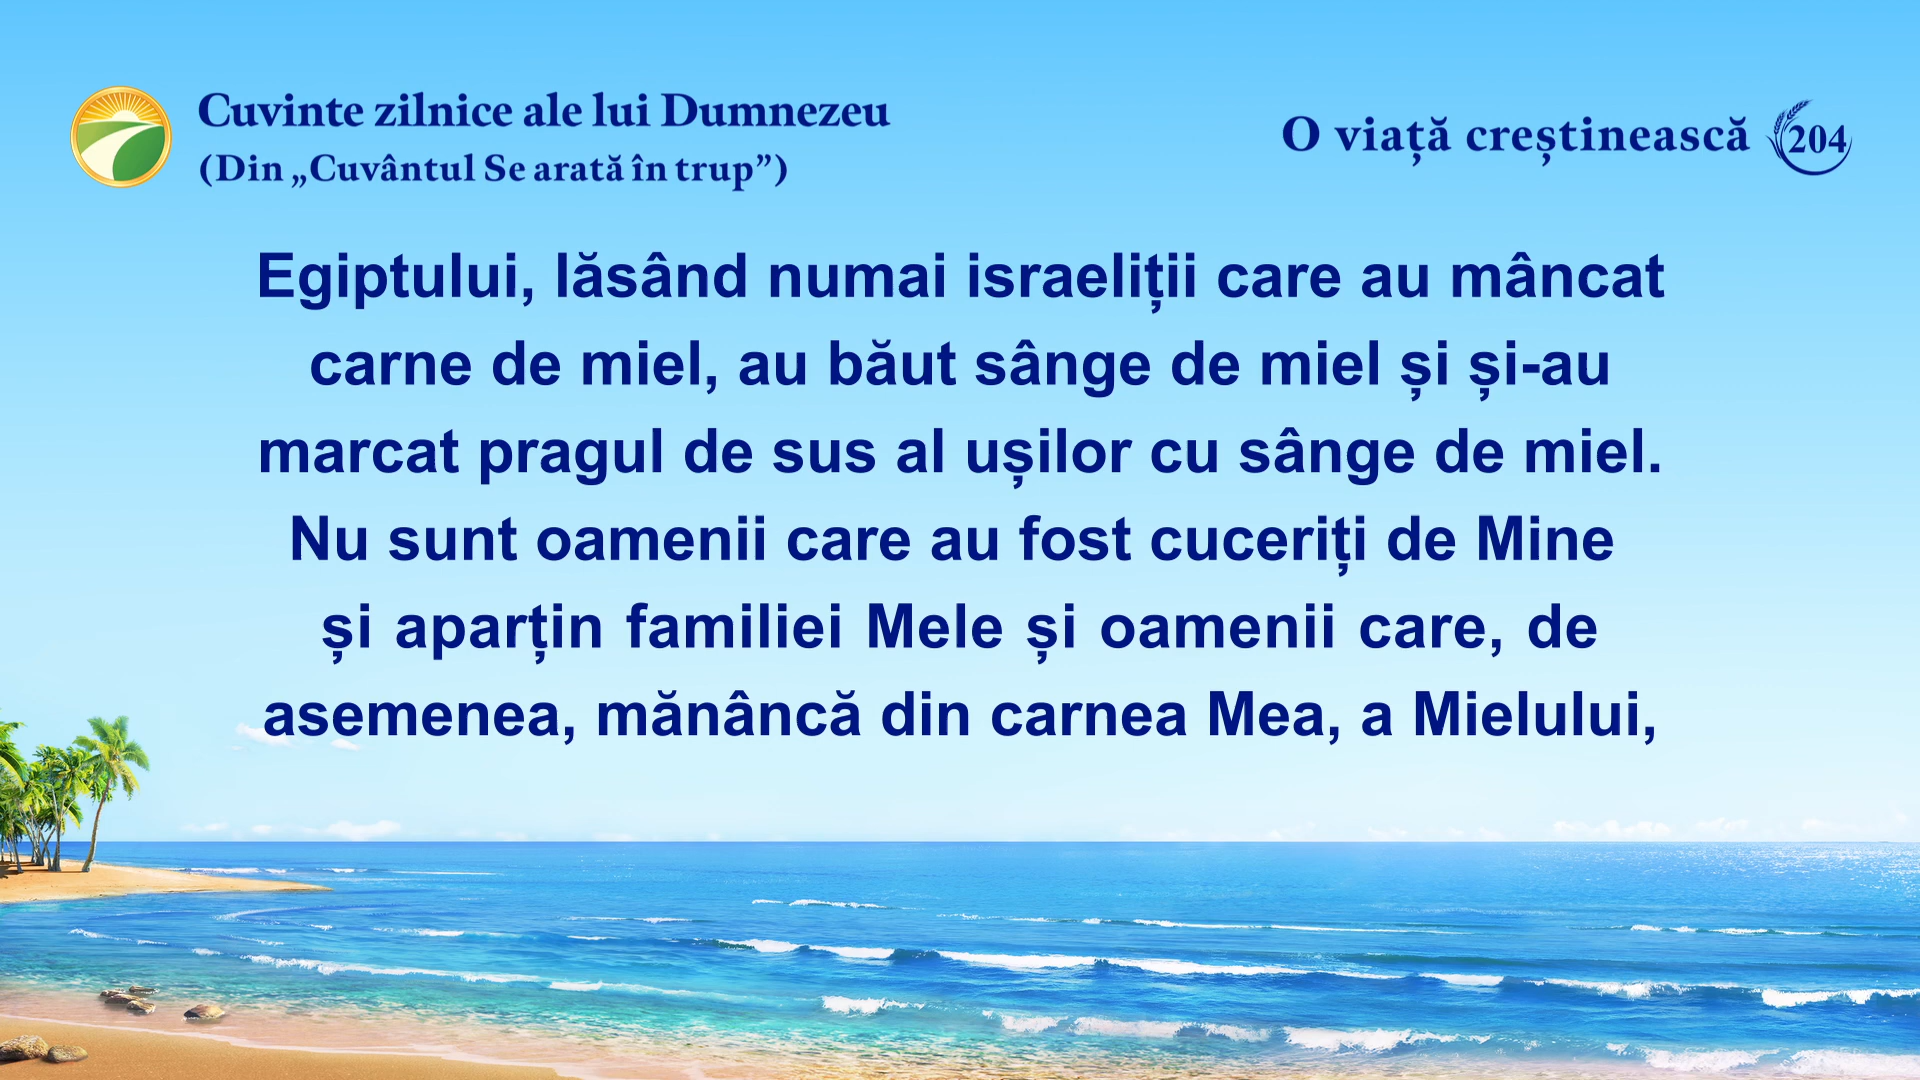 Cuvinte zilnice ale lui Dumnezeu
(Din „Cuvântul Se arată în trup”)
O viață creștinească 204
Egiptului, lăsând numai israeliții care au mâncat
carne de miel, au băut sânge de miel și și-au
marcat pragul de sus al ușilor cu sânge de miel.
Nu sunt oamenii care au fost cuceriți de Mine
și aparțin familiei Mele și oamenii care, de
asemenea, mănâncă din carnea Mea, a Mielului,